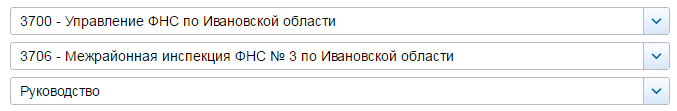 3700 - Управление ФНС по Ивановской области
3706 - Межрайонная инспекция ФНС № 3 по Ивановской области
Руководство